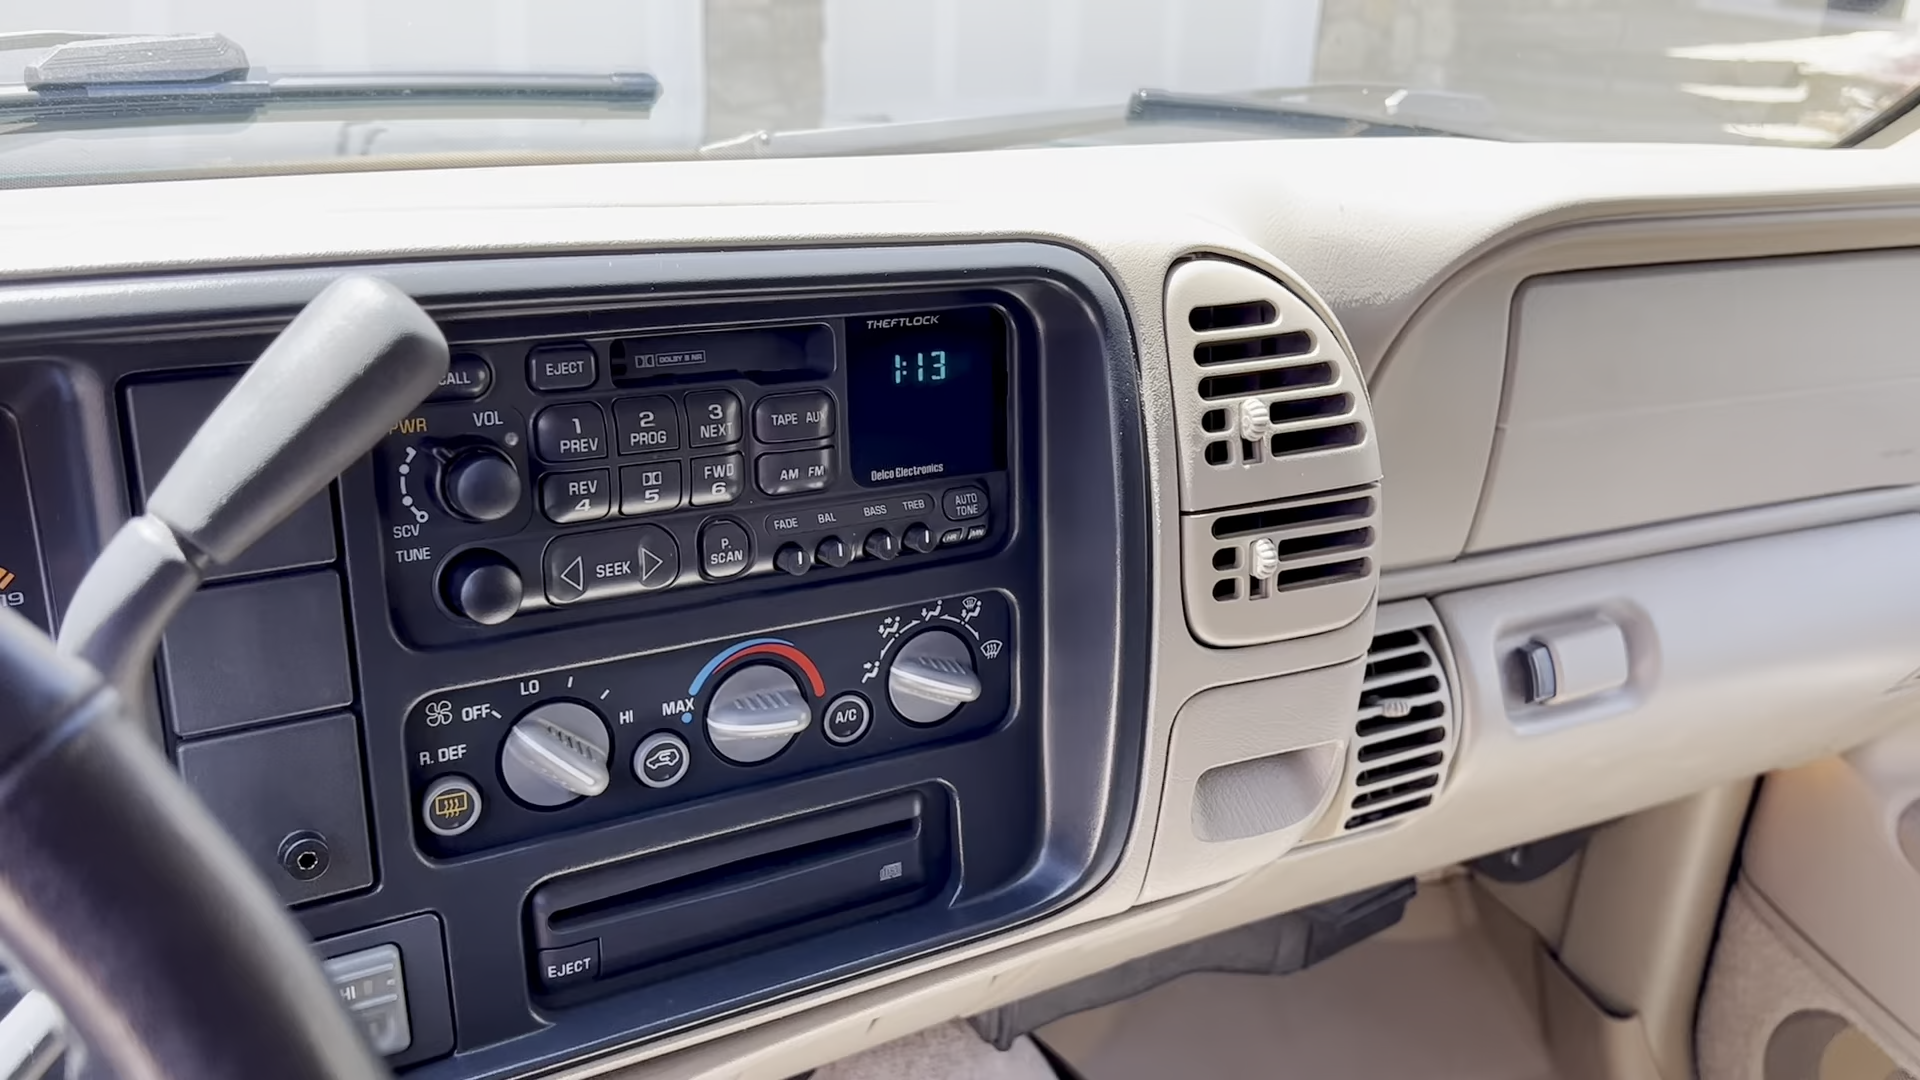 THEFTLOCK
1:13
EJECT
DOLBY B NR
PWR
VOL
1 PREV
2 PROG
3 NEXT
TAPE AUX
REV 4
5
FWD 6
AM FM
Delco Electronics
SCV
TUNE
SEEK
P. SCAN
FADE
BAL
BASS
TREB
AUTO TONE
19
LO
OFF
HI
MAX
A/C
R. DEF
EJECT
HI